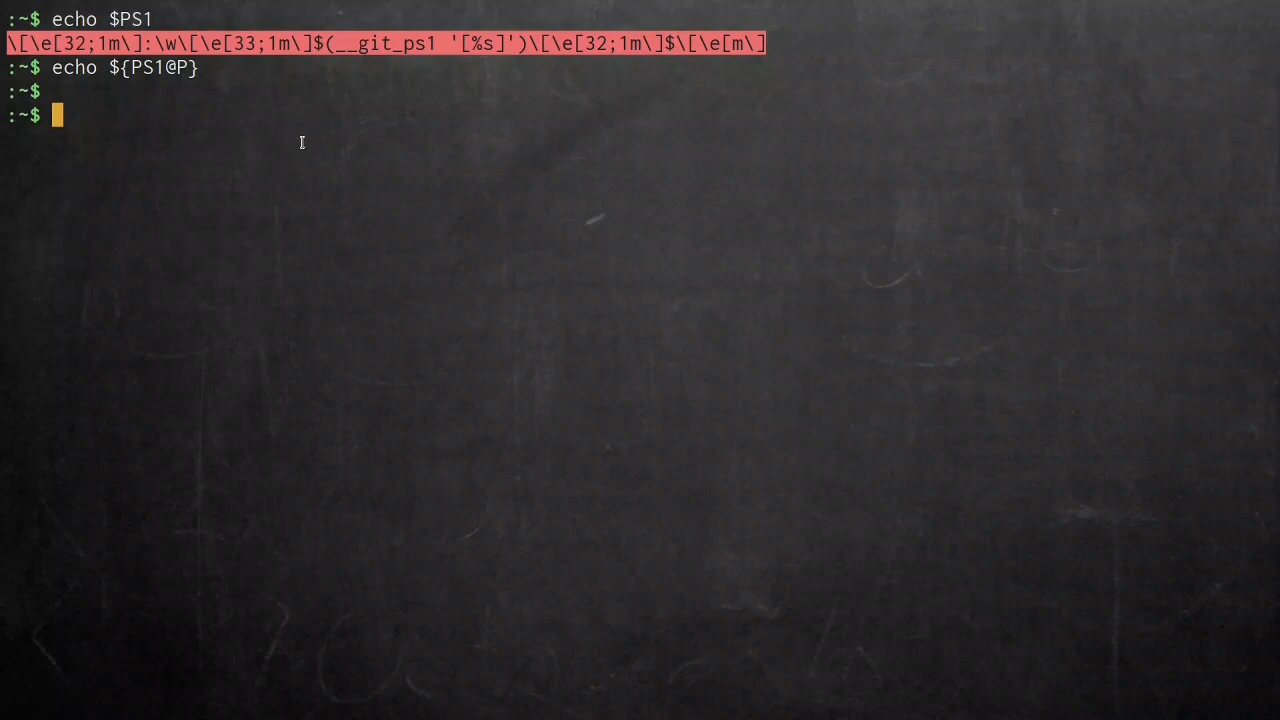 :~$ echo $PS1
\[\e[32;1m\]:\w\[\e[33;1m\]$(__git_ps1 '[%s]')\[\e[32;1m\]$\[\e[m\]
:~$ echo ${PS1@P}
:~$
:~$